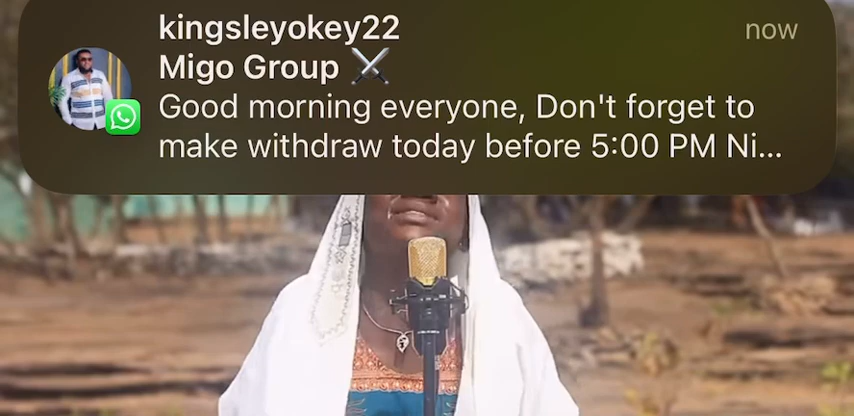 kingsleyokey22
now
Migo Group ⚔️
Good morning everyone, Don't forget to
make withdraw today before 5:00 PM Ni...